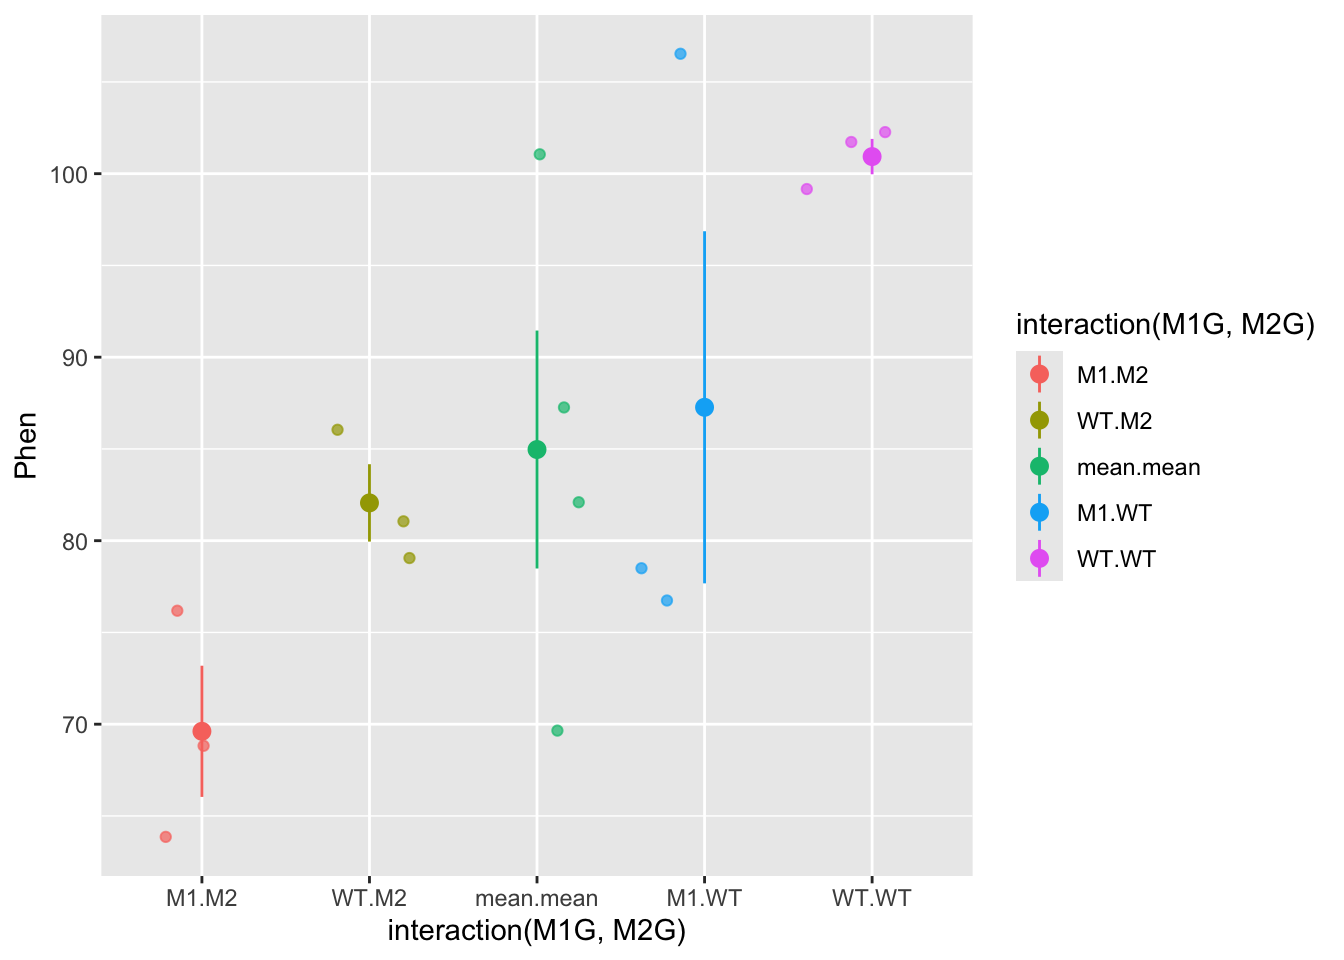 100
90
80
70
Phen
M1.M2
WT.M2
mean.mean
M1.WT
WT.WT
interaction(M1G, M2G)
interaction(M1G, M2G)
M1.M2
WT.M2
mean.mean
M1.WT
WT.WT